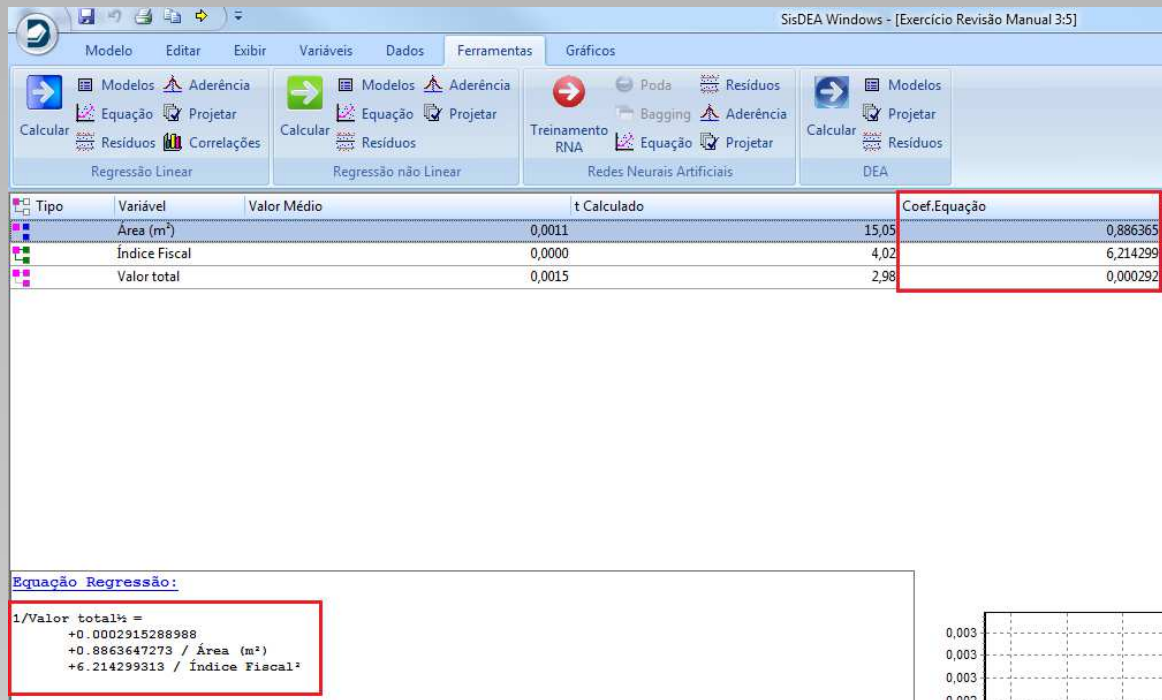 SisDEA Windows - [Exercício Revisão Manual 3:5]
Modelo Editar Exibir Variáveis Dados Ferramentas Gráficos
Calcular
Modelos Aderência
Equação Projetar
Resíduos Correlações
Regressão Linear
Calcular
Modelos Aderência
Equação Projetar
Resíduos
Regressão não Linear
Treinamento
RNA
Poda Resíduos
Bagging Aderência
Equação Projetar
Redes Neurais Artificiais
Calcular
Modelos
Projetar
Resíduos
DEA
Tipo Variável Valor Médio t Calculado Coef.Equação
Área (m²) 0,0011 15,05 0,886365
Índice Fiscal 0,0000 4,02 6,214299
Valor total 0,0015 2,98 0,000292
Equação Regressão:
1/Valor total½ =
+0.0002915288988
+0.8863647273 / Área (m²)
+6.214299313 / Índice Fiscal²
0,003
0,003
0,003
0,002